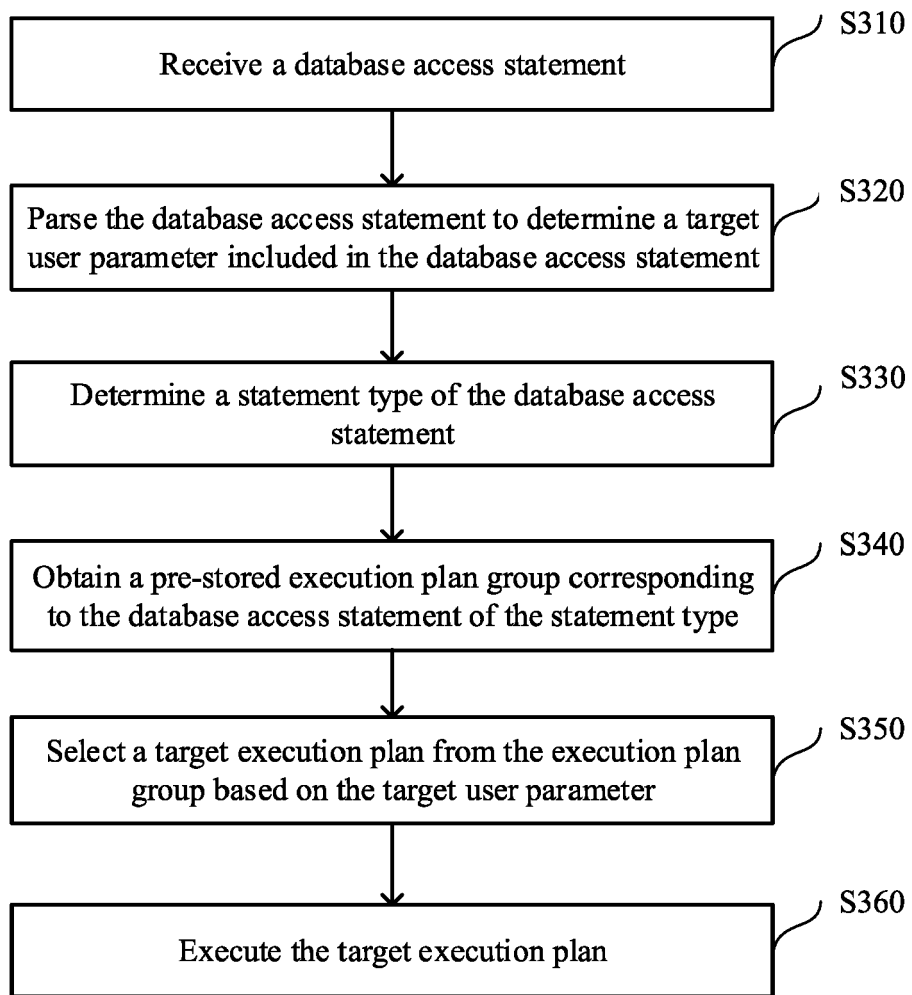 Receive a database access statement
S310
Parse the database access statement to determine a target
user parameter included in the database access statement
S320
Determine a statement type of the database access
statement
S330
Obtain a pre-stored execution plan group corresponding
to the database access statement of the statement type
S340
Select a target execution plan from the execution plan
group based on the target user parameter
S350
Execute the target execution plan
S360